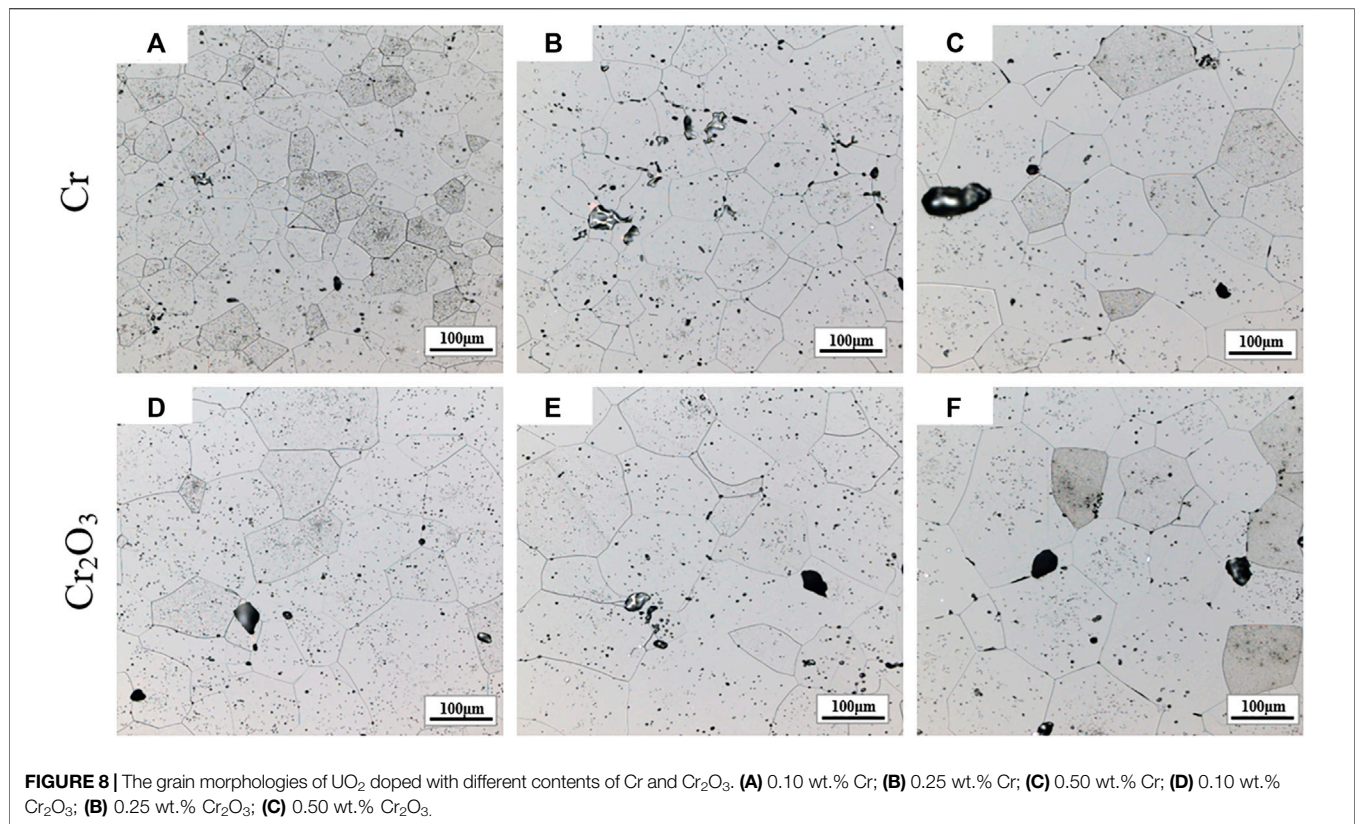 A
B
C
Cr
100μm
100μm
100μm
D
E
F
Cr₂O₃
100μm
100μm
100μm
FIGURE 8 | The grain morphologies of UO₂ doped with different contents of Cr and Cr₂O₃. (A) 0.10 wt.% Cr; (B) 0.25 wt.% Cr; (C) 0.50 wt.% Cr; (D) 0.10 wt.%
Cr₂O₃; (B) 0.25 wt.% Cr₂O₃; (C) 0.50 wt.% Cr₂O₃.